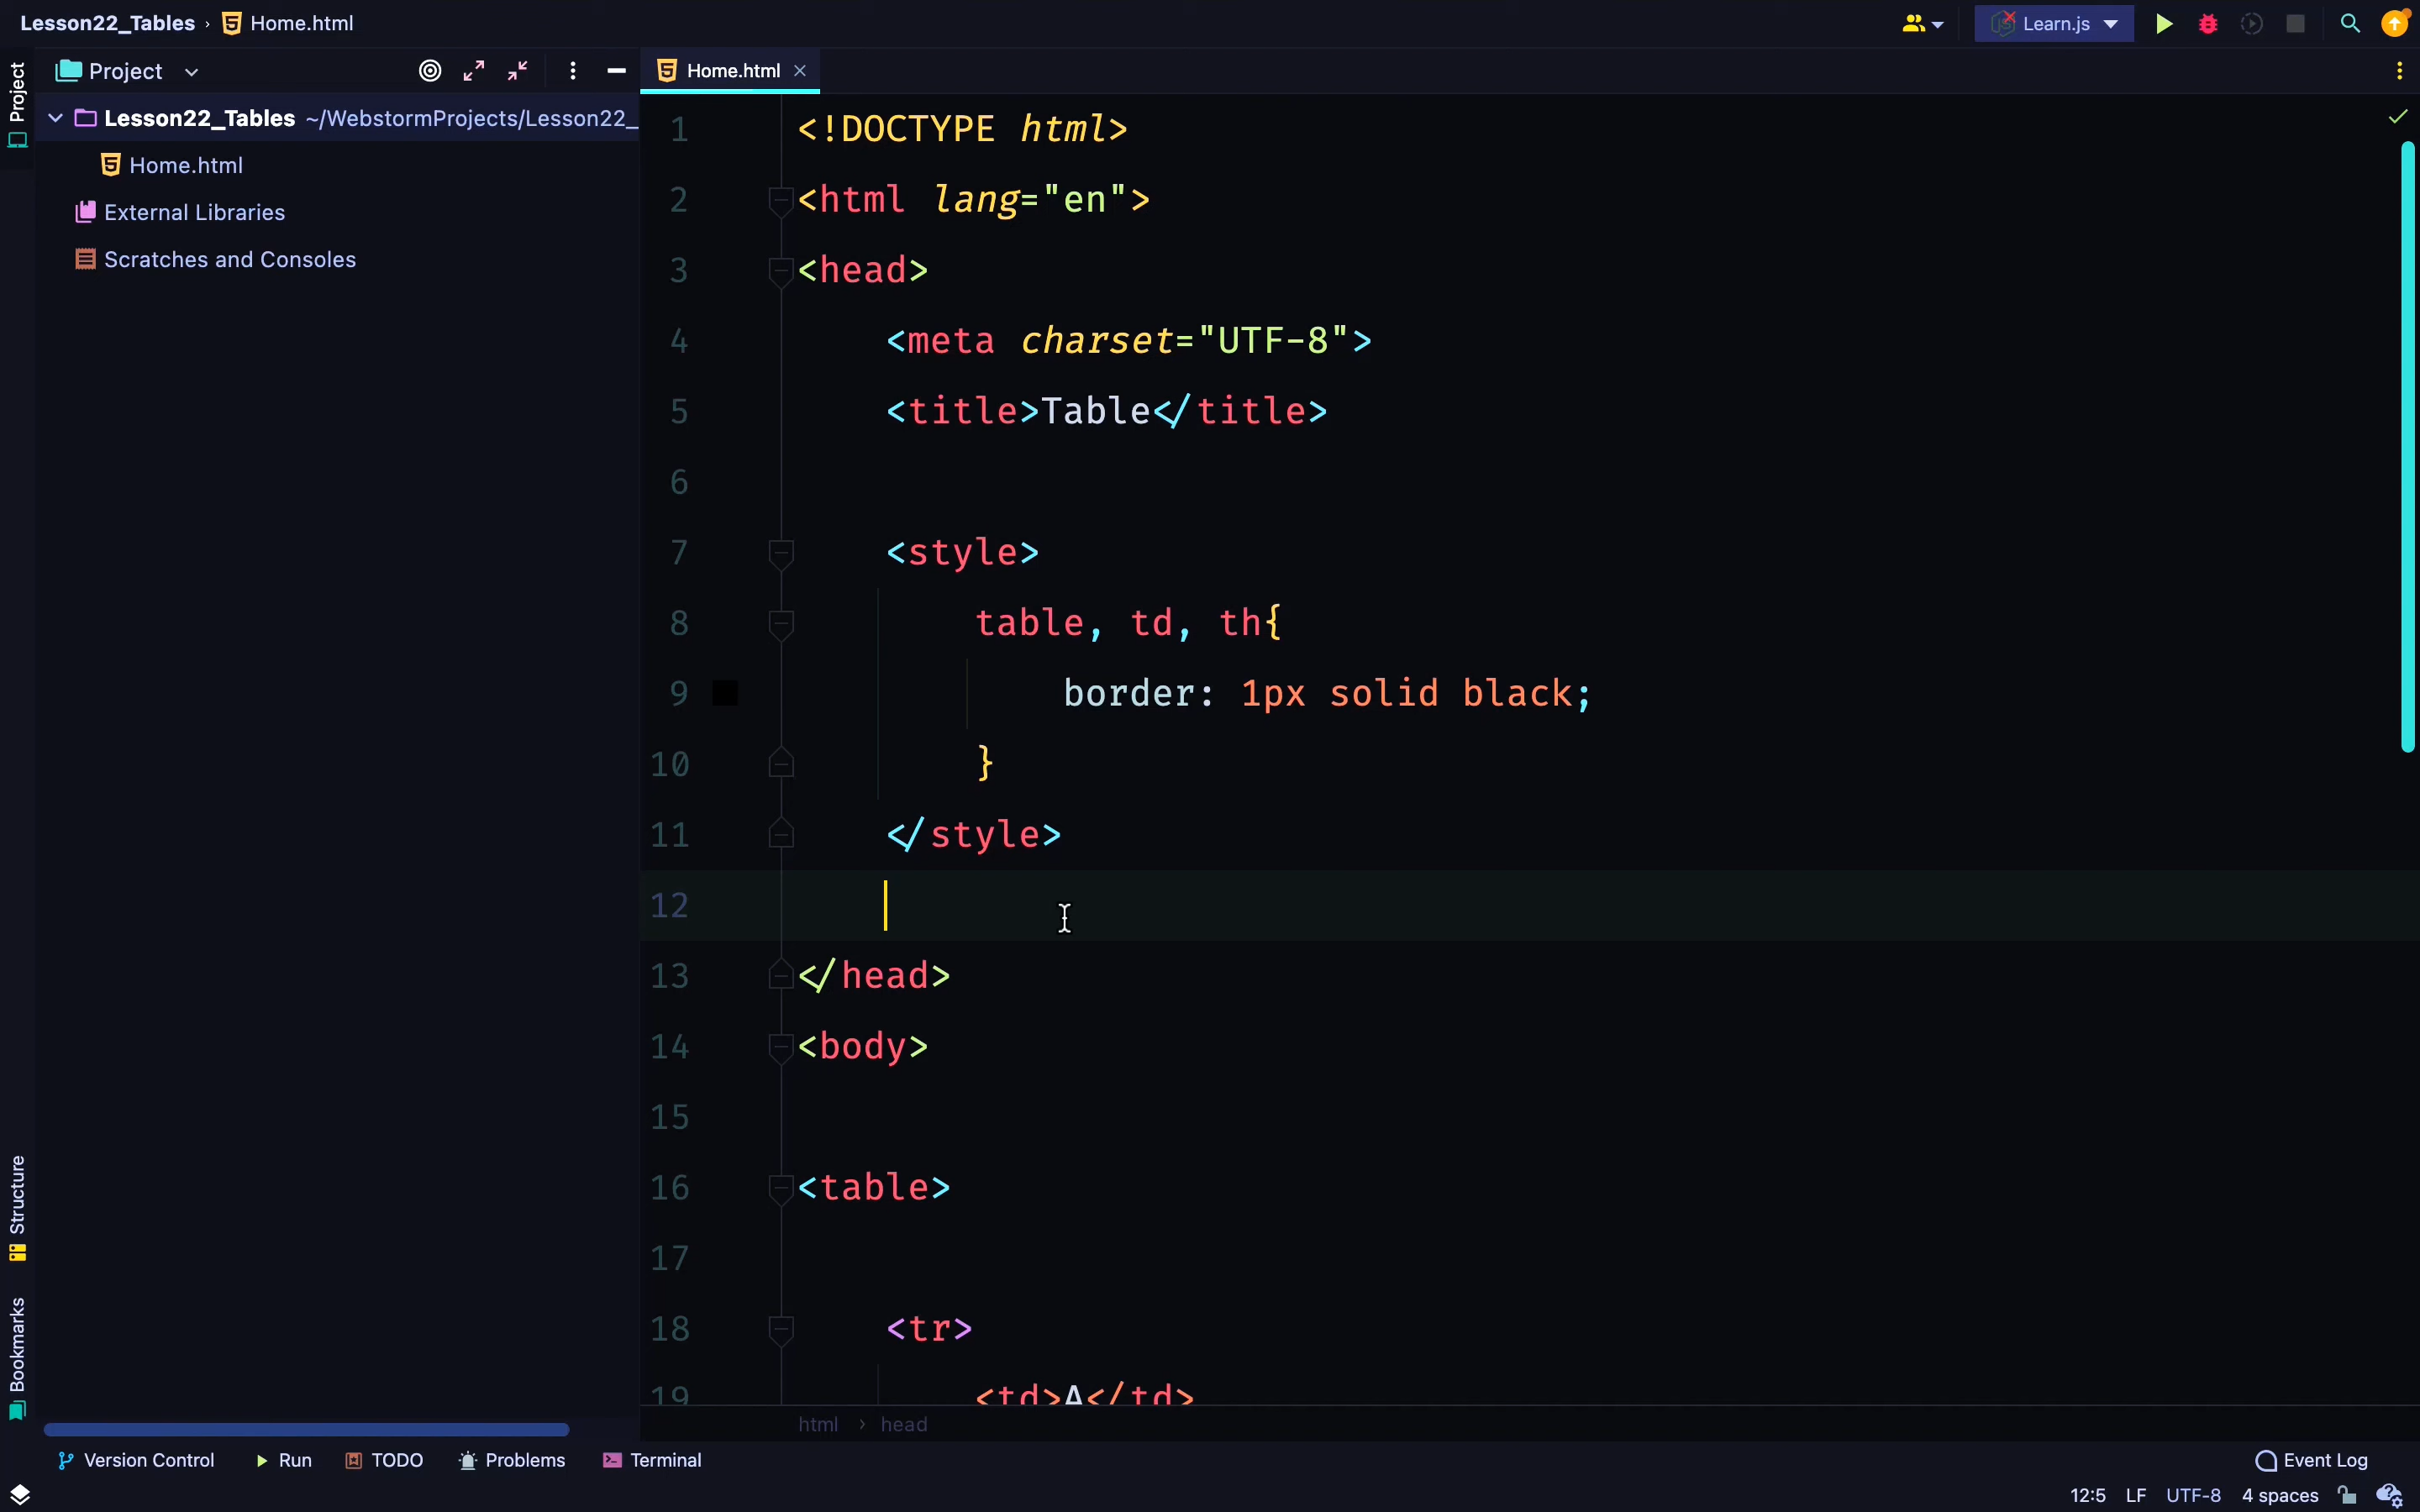 Lesson22_Tables › Home.html
Learn.js
Project
Project
Home.html
Lesson22_Tables ~/WebstormProjects/Lesson22_
Home.html
External Libraries
Scratches and Consoles
Structure
Bookmarks
1 <!DOCTYPE html>
2 <html lang="en">
3 <head>
4 <meta charset="UTF-8">
5 <title>Table</title>
6
7 <style>
8 table, td, th{
9 border: 1px solid black;
10 }
11 </style>
12
13 </head>
14 <body>
15
16 <table>
17
18 <tr>
19 <td>A</td>
html › head
Version Control Run TODO Problems Terminal Event Log
12:5 LF UTF-8 4 spaces